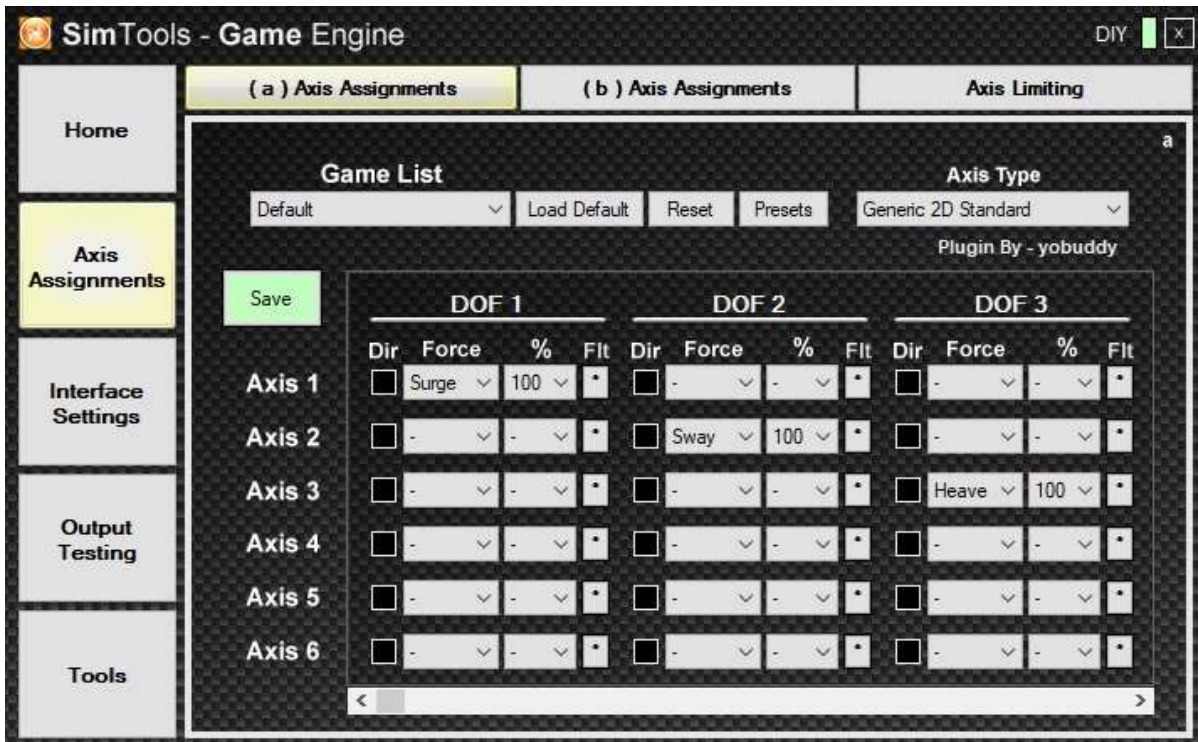 SimTools - Game Engine
DIY
x
Home
Axis
Assignments
Interface
Settings
Output
Testing
Tools
( a ) Axis Assignments
( b ) Axis Assignments
Axis Limiting
a
Game List
Axis Type
Default
Load Default
Reset
Presets
Generic 2D Standard
Plugin By - yobuddy
Save
DOF 1 DOF 2 DOF 3
Dir Force % Flt Dir Force % Flt Dir Force % Flt
Axis 1 Surge 100 * - - * - - *
Axis 2 - - * Sway 100 * - - *
Axis 3 - - * - - * Heave 100 *
Axis 4 - - * - - * - - *
Axis 5 - - * - - * - - *
Axis 6 - - * - - * - - *